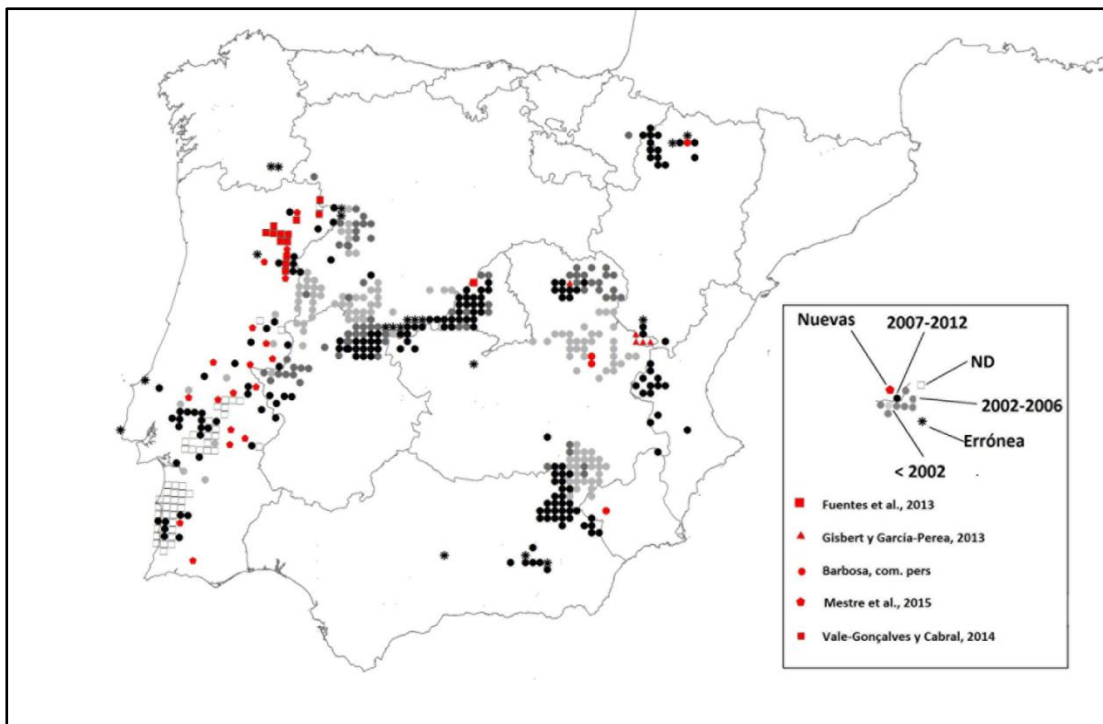 Nuevas
2007-2012
ND
2002-2006
Errónea
< 2002
Fuentes et al., 2013
Gisbert y García-Perea, 2013
Barbosa, com. pers
Mestre et al., 2015
Vale-Gonçalves y Cabral, 2014